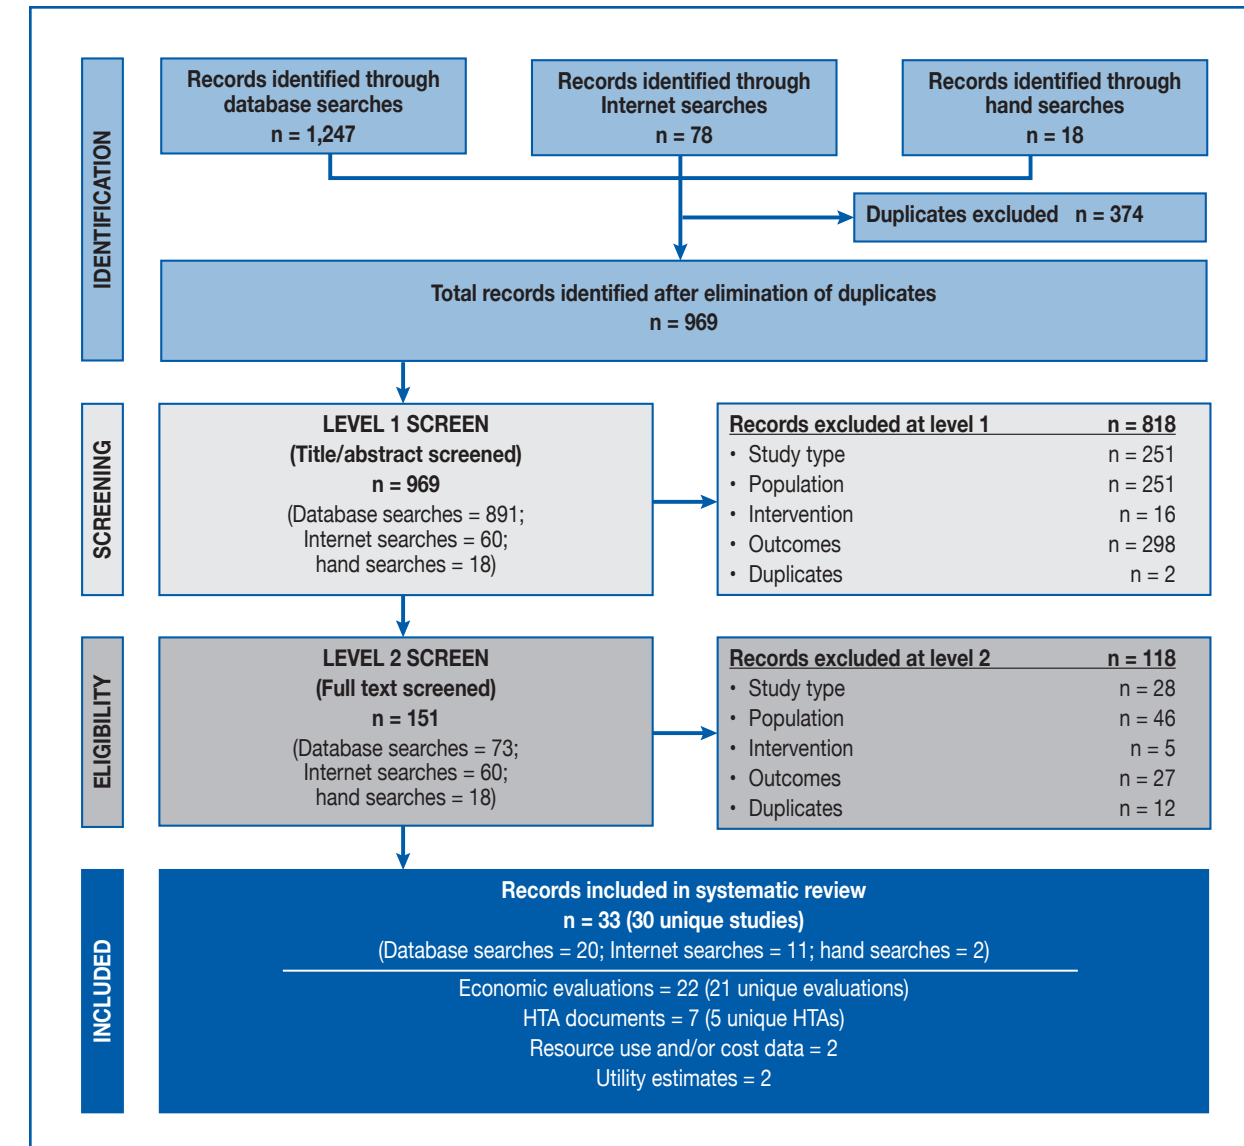 IDENTIFICATION
Records identified through
database searches
n = 1,247
Records identified through
Internet searches
n = 78
Records identified through
hand searches
n = 18
Duplicates excluded n = 374
Total records identified after elimination of duplicates
n = 969
SCREENING
LEVEL 1 SCREEN
(Title/abstract screened)
n = 969
(Database searches = 891;
Internet searches = 60;
hand searches = 18)
Records excluded at level 1 n = 818
• Study type n = 251
• Population n = 251
• Intervention n = 16
• Outcomes n = 298
• Duplicates n = 2
ELIGIBILITY
LEVEL 2 SCREEN
(Full text screened)
n = 151
(Database searches = 73;
Internet searches = 60;
hand searches = 18)
Records excluded at level 2 n = 118
• Study type n = 28
• Population n = 46
• Intervention n = 5
• Outcomes n = 27
• Duplicates n = 12
INCLUDED
Records included in systematic review
n = 33 (30 unique studies)
(Database searches = 20; Internet searches = 11; hand searches = 2)
Economic evaluations = 22 (21 unique evaluations)
HTA documents = 7 (5 unique HTAs)
Resource use and/or cost data = 2
Utility estimates = 2